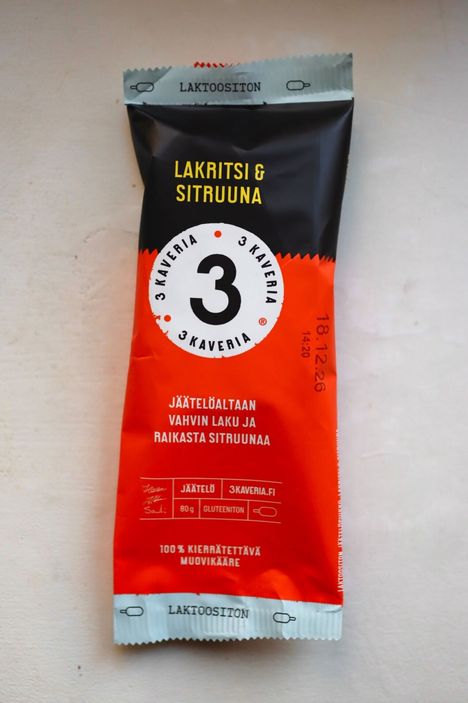 LAKTOOSITON
LAKRITSI &
SITRUUNA
3 KAVERIA • 3 KAVERIA • 3 KAVERIA •
3
®
18.12.26
14:20
JÄÄTELÖALTAAN
VAHVIN LAKU JA
RAIKASTA SITRUUNAA
JÄÄTELÖ 3KAVERIA.FI
80 g GLUTEENITON
100 % KIERRÄTETTÄVÄ
MUOVIKÄÄRE
LAKTOOSITON